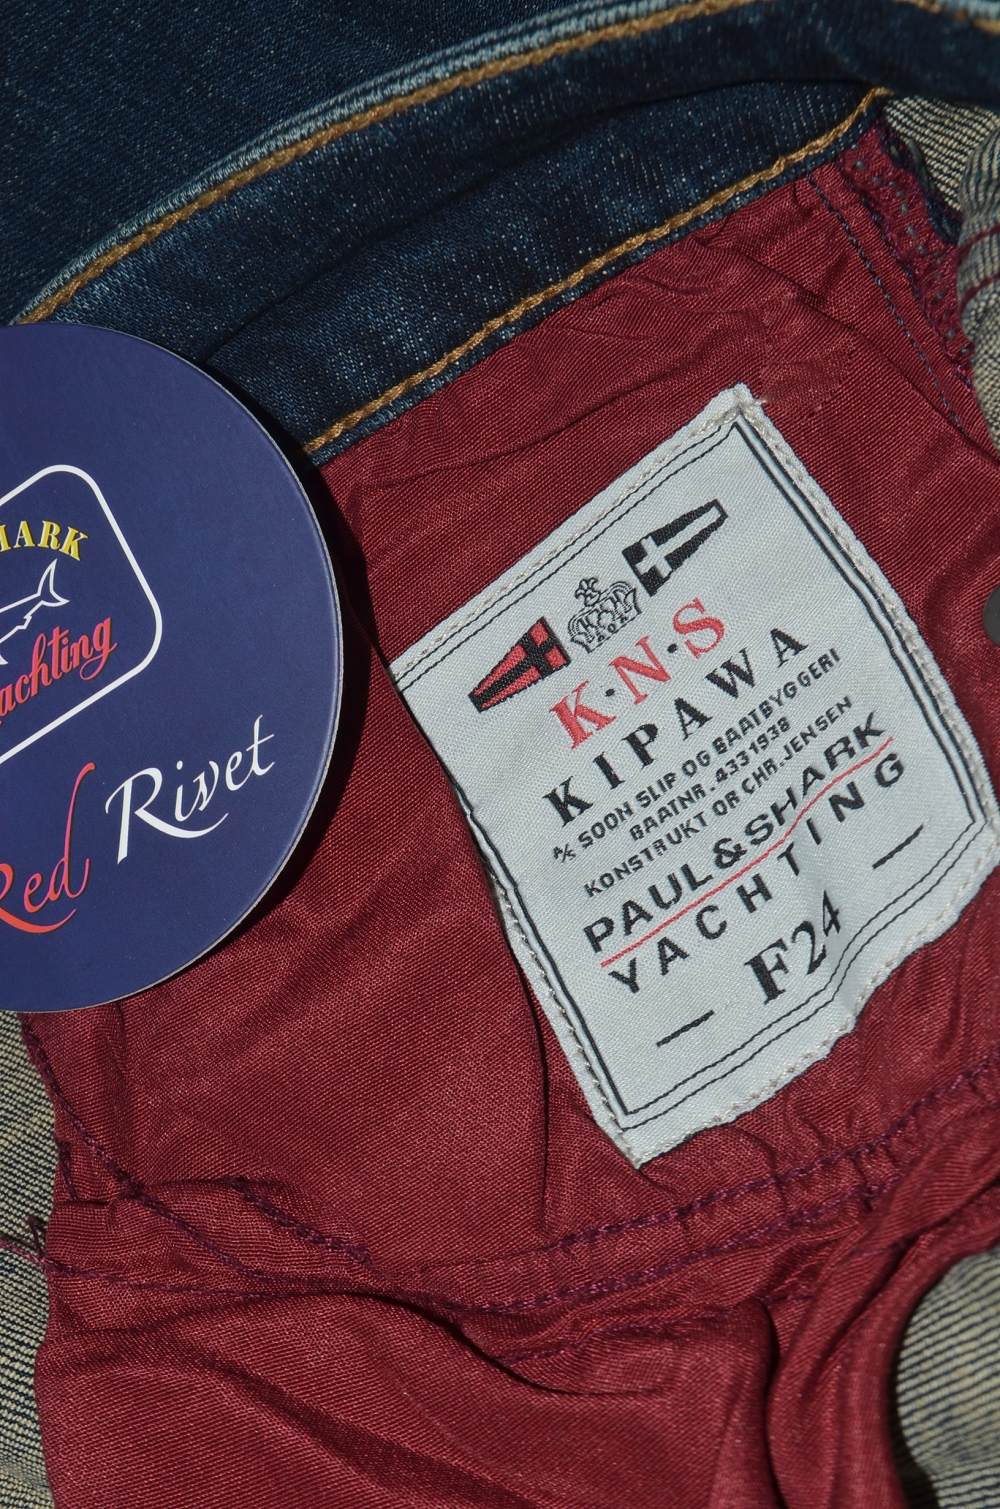 MARK
Yachting
Red Rivet
K·N·S
KIPAWA
A/S SOON SLIP OG BAATBYGGERI
BAATNR. 4331938
KONSTRUKT OR CHR.JENSEN
PAUL&SHARK
YACHTING
F24